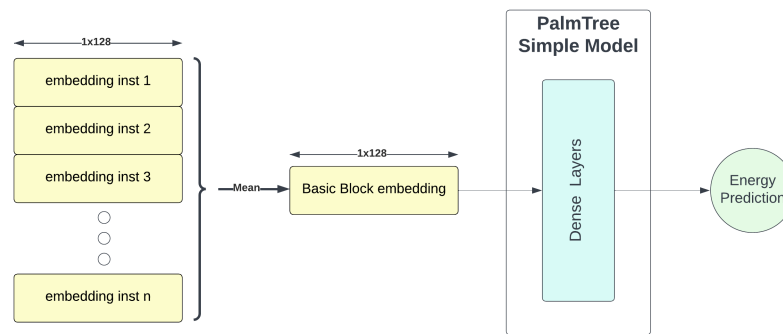 PalmTree
Simple Model
1x128
embedding inst 1
embedding inst 2
embedding inst 3
embedding inst n
Mean
1x128
Basic Block embedding
Dense Layers
Energy
Prediction